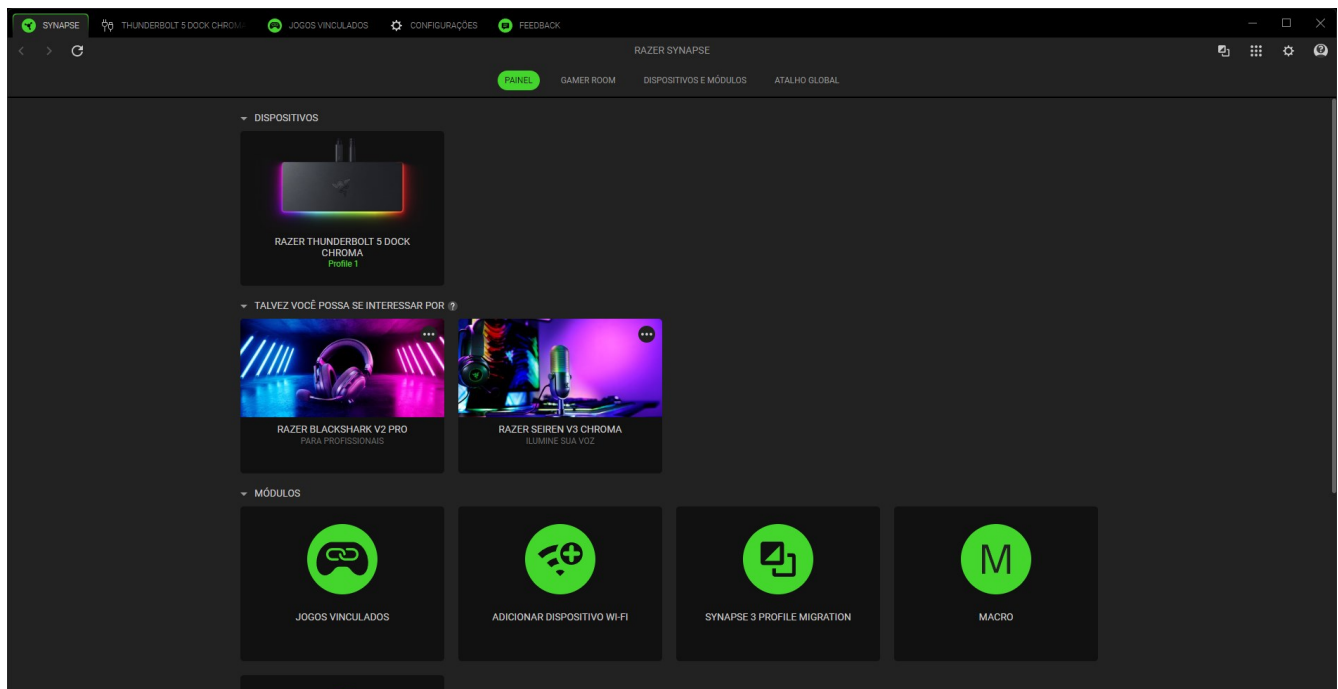 SYNAPSE
THUNDERBOLT 5 DOCK CHROMA
JOGOS VINCULADOS
CONFIGURAÇÕES
FEEDBACK
RAZER SYNAPSE
PAINEL
GAMER ROOM
DISPOSITIVOS E MÓDULOS
ATALHO GLOBAL
DISPOSITIVOS
RAZER THUNDERBOLT 5 DOCK
CHROMA
Profile 1
TALVEZ VOCÊ POSSA SE INTERESSAR POR ?
RAZER BLACKSHARK V2 PRO
PARA PROFISSIONAIS
RAZER SEIREN V3 CHROMA
ILUMINE SUA VOZ
MÓDULOS
JOGOS VINCULADOS
ADICIONAR DISPOSITIVO WI-FI
SYNAPSE 3 PROFILE MIGRATION
M
MACRO